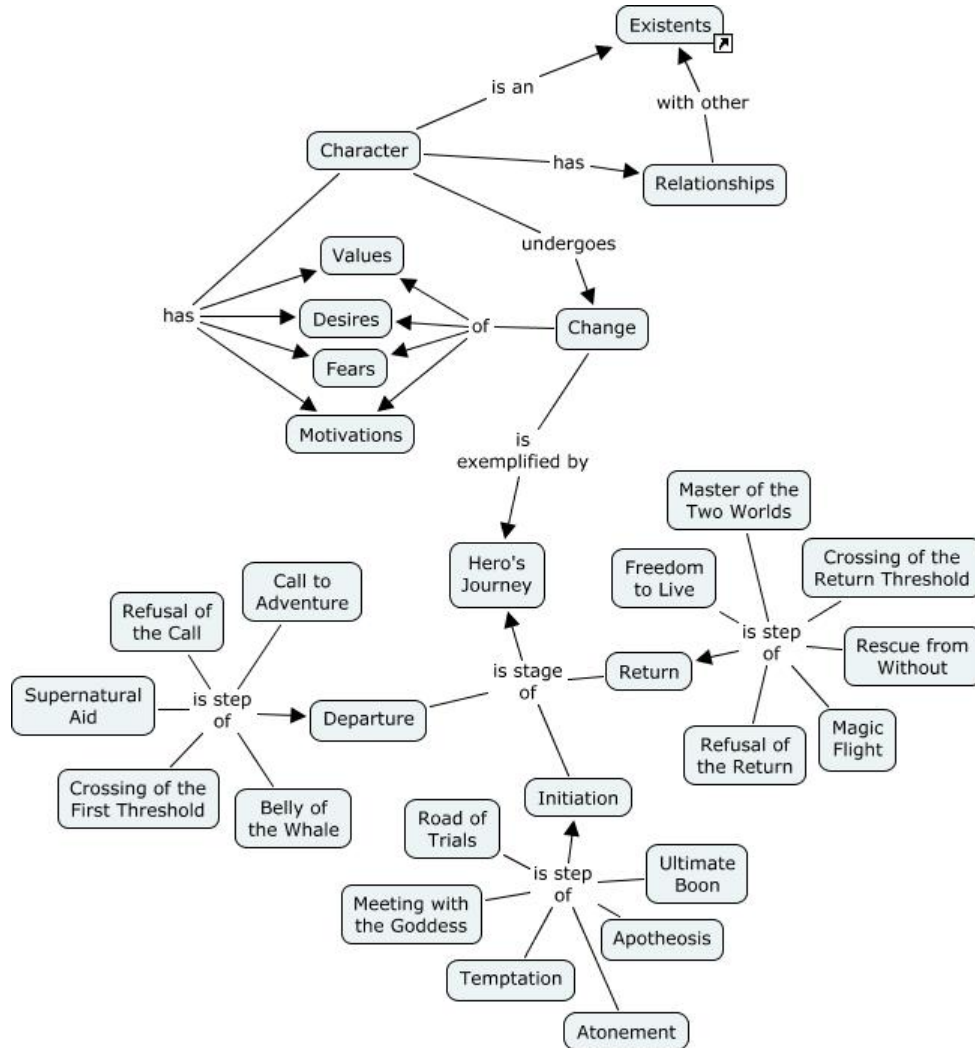 Existents
is an
with other
Character
has
Relationships
undergoes
Values
has
Desires
of
Change
Fears
Motivations
is
exemplified by
Hero's
Journey
Master of the
Two Worlds
Freedom
to Live
Crossing of the
Return Threshold
is step
of
Rescue from
Without
Return
Refusal of
the Return
Magic
Flight
is stage
of
Call to
Adventure
Refusal of
the Call
Supernatural
Aid
is step
of
Departure
Crossing of the
First Threshold
Belly of
the Whale
Initiation
Road of
Trials
is step
of
Ultimate
Boon
Meeting with
the Goddess
Apotheosis
Temptation
Atonement